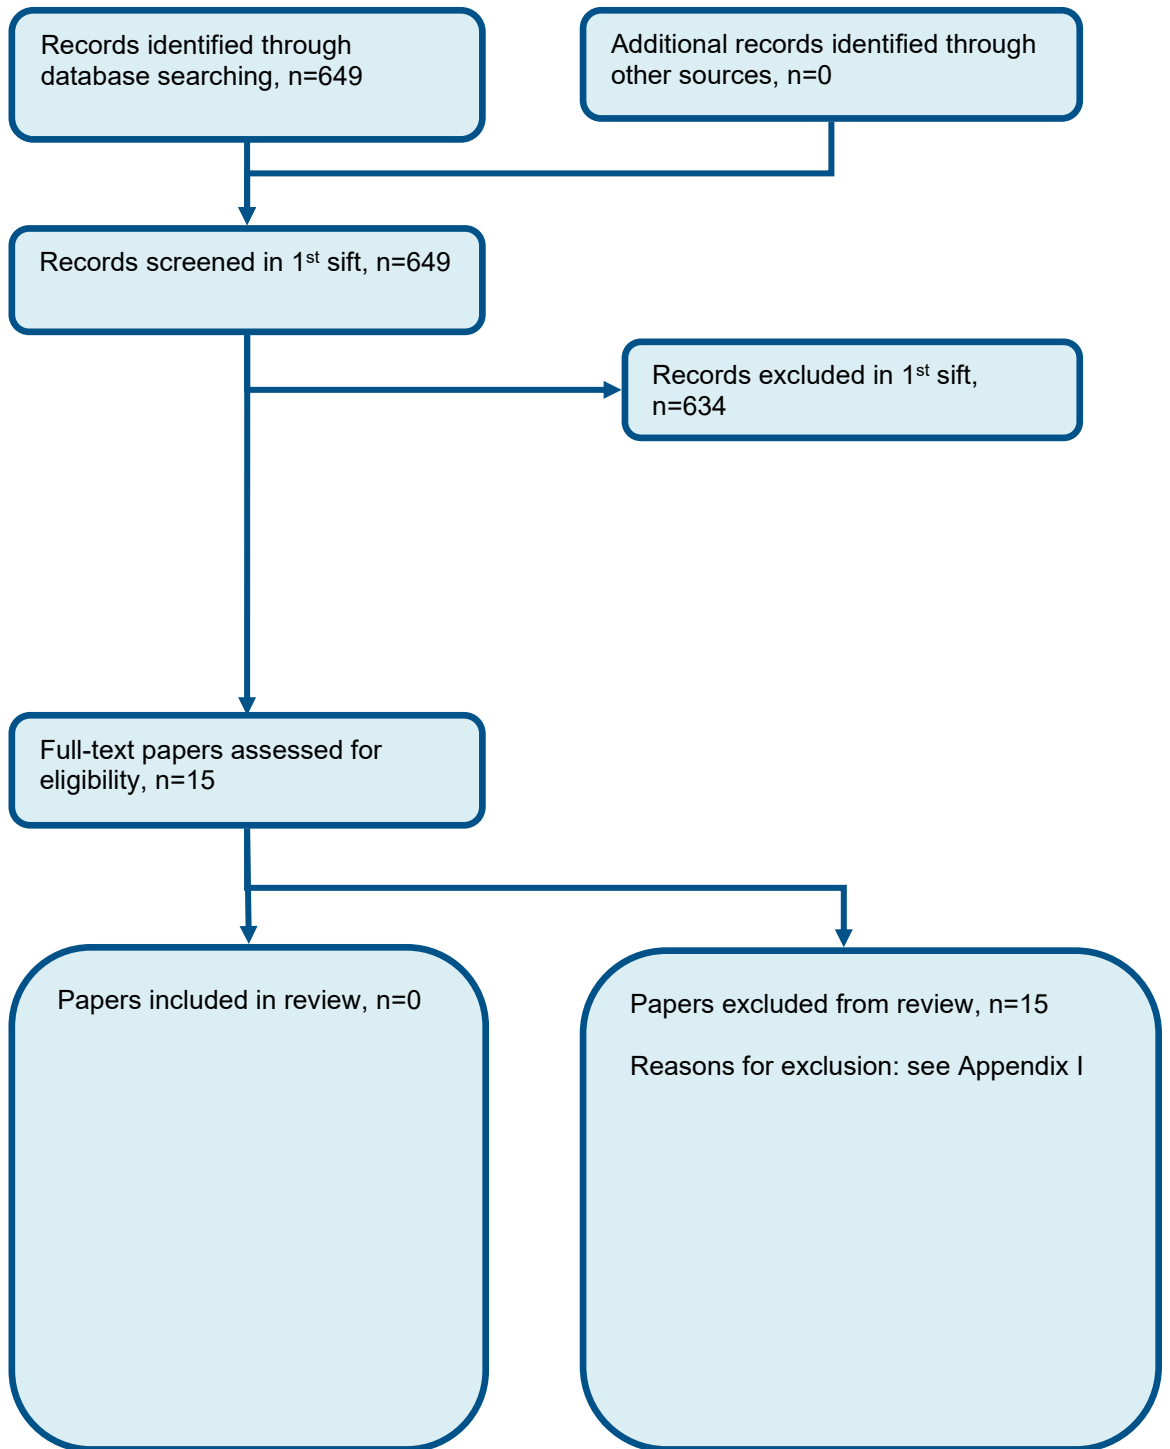 Records identified through
database searching, n=649
Additional records identified through
other sources, n=0
Records screened in 1st sift, n=649
Records excluded in 1st sift,
n=634
Full-text papers assessed for
eligibility, n=15
Papers included in review, n=0
Papers excluded from review, n=15
Reasons for exclusion: see Appendix I